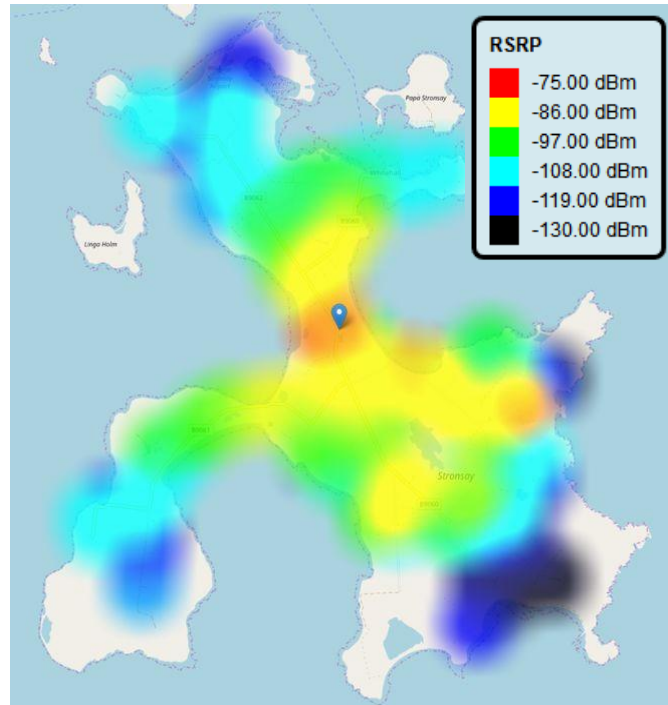 RSRP
-75.00 dBm
-86.00 dBm
-97.00 dBm
-108.00 dBm
-119.00 dBm
-130.00 dBm
Papa Stronsay
Linga Holm
Stronsay